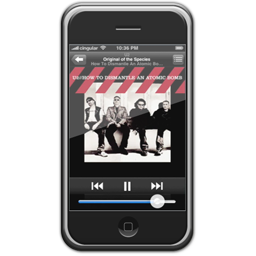 cingular 10:36 PM
U2
Original of the Species
How To Dismantle An Atomic Bo...
U2/HOW TO DISMANTLE AN ATOMIC BOMB